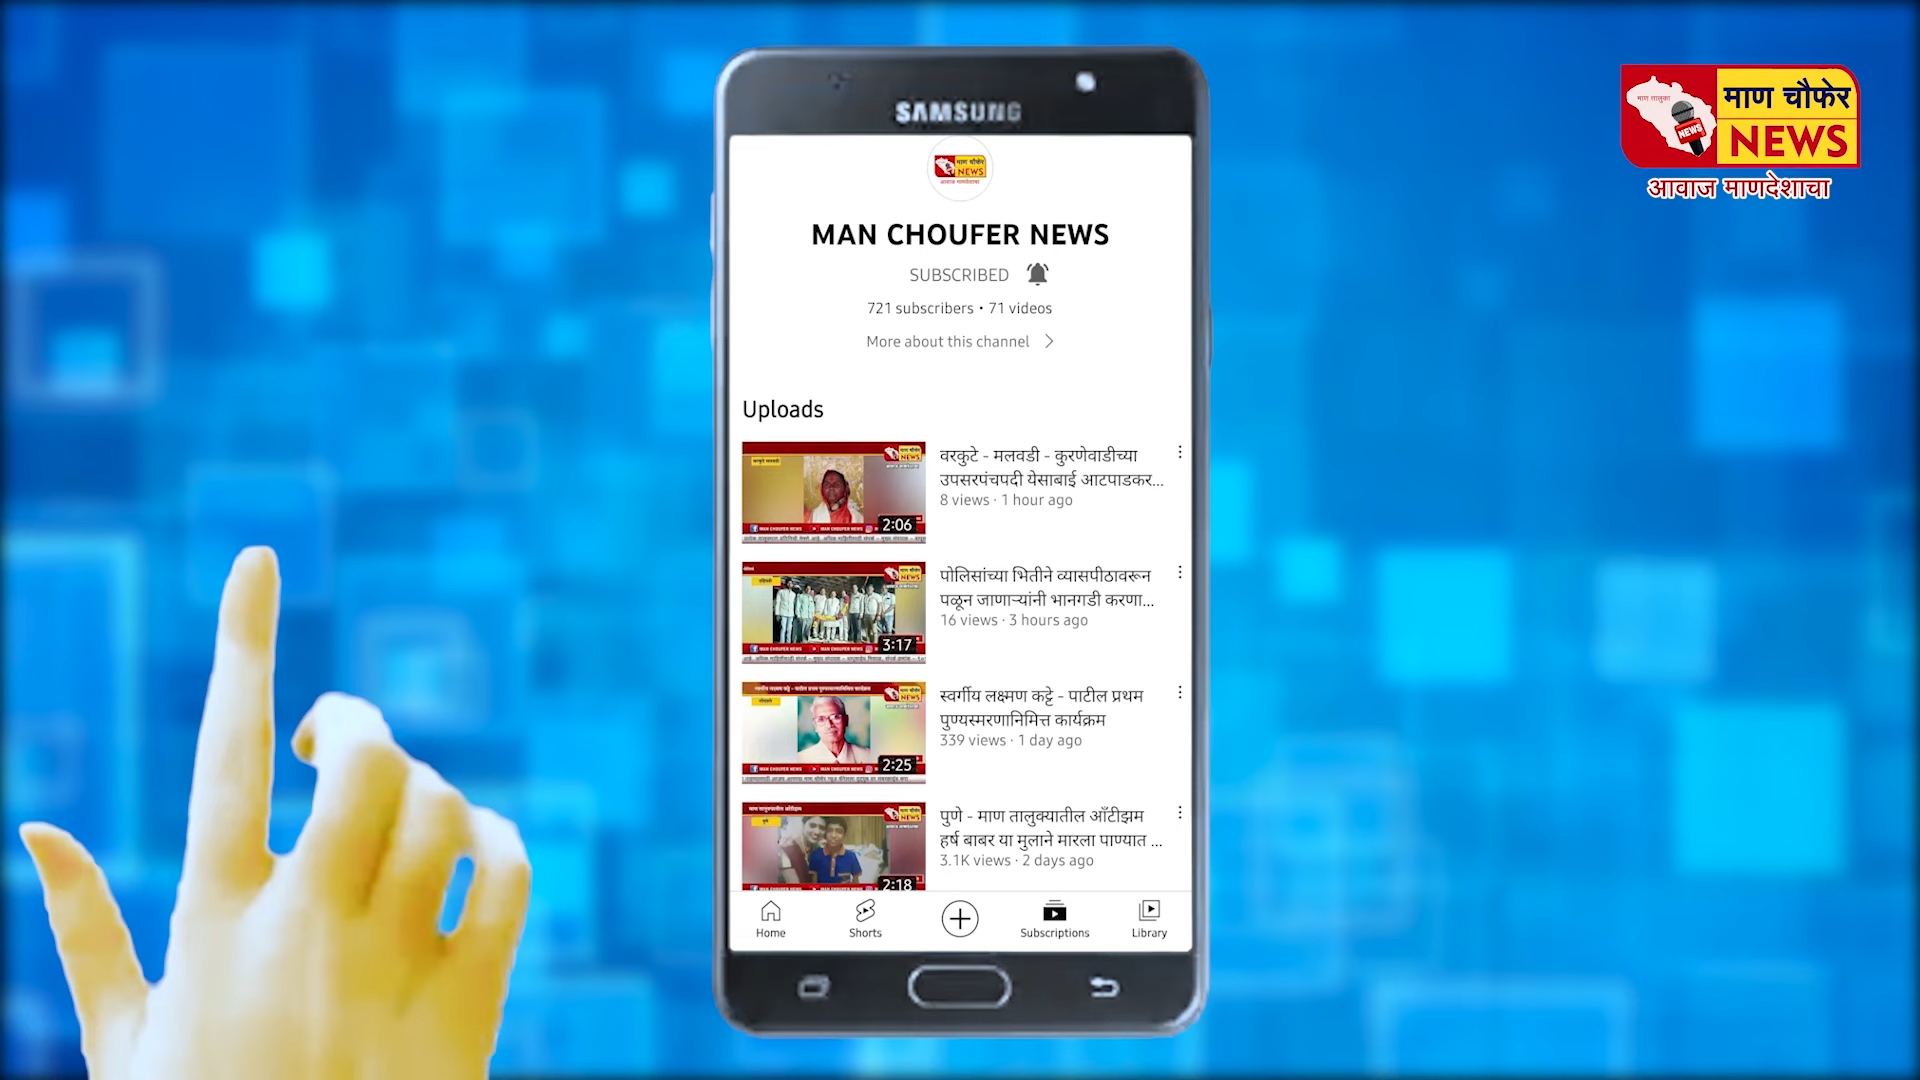 SAMSUNG
माण चौफेर
NEWS
MAN CHOUFER NEWS
SUBSCRIBED
721 subscribers • 71 videos
More about this channel
Uploads
वरकुटे - मलवडी - कुरणेवाडीच्या
उपसरपंचपदी येसाबाई आटपाडकर...
8 views · 1 hour ago
2:06
पोलिसांच्या भितीने व्यासपीठावरून
पळून जाणाऱ्यांनी भानगडी करणा...
16 views · 3 hours ago
3:17
स्वर्गीय लक्ष्मण कट्टे - पाटील प्रथम
पुण्यस्मरणानिमित्त कार्यक्रम
339 views · 1 day ago
2:25
पुणे - माण तालुक्यातील ऑटीझम
हर्ष बाबर या मुलाने मारला पाण्यात ...
3.1K views · 2 days ago
2:18
Home
Shorts
Subscriptions
Library
माण तालुका
NEWS
माण चौफेर
NEWS
आवाज माणदेशाचा